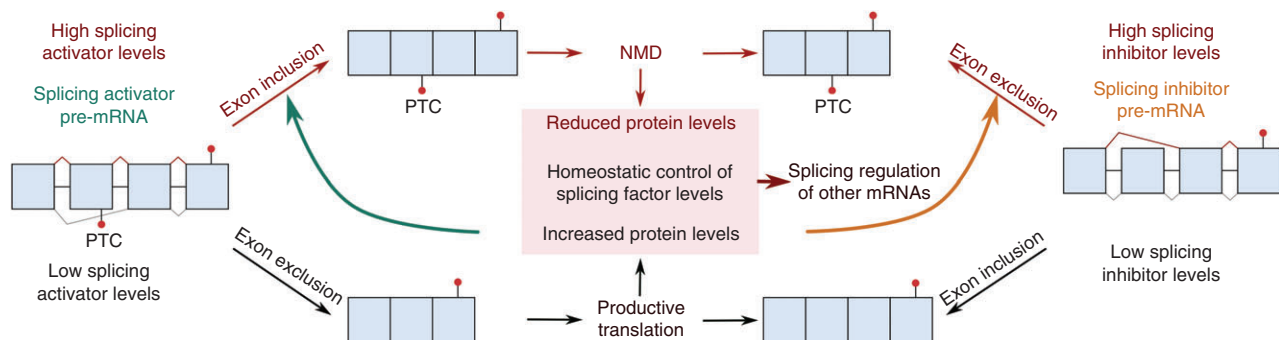 High splicing
activator levels
Splicing activator
pre-mRNA
PTC
Low splicing
activator levels
Exon inclusion
Exon exclusion
PTC
NMD
Reduced protein levels
Homeostatic control of
splicing factor levels
Increased protein levels
Productive
translation
Splicing regulation
of other mRNAs
PTC
Exon exclusion
Exon inclusion
High splicing
inhibitor levels
Splicing inhibitor
pre-mRNA
Low splicing
inhibitor levels